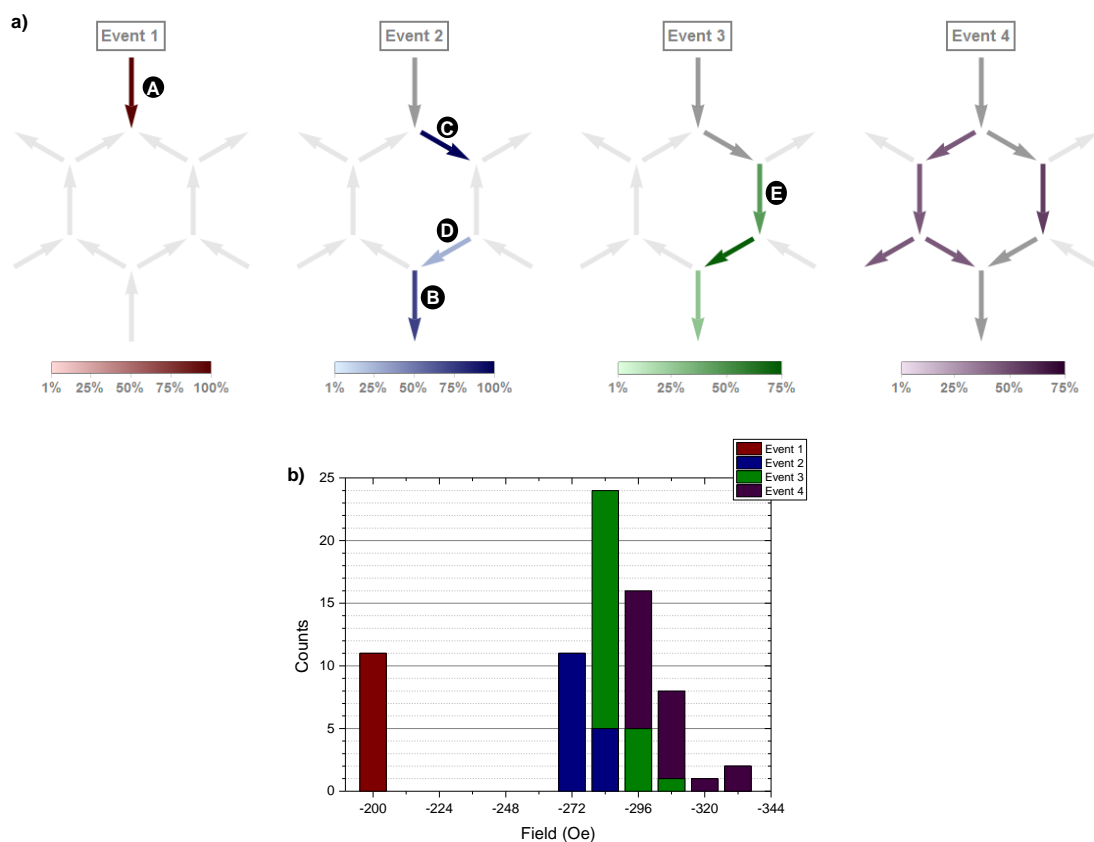 a)
Event 1
Event 2
Event 3
Event 4
A
C
D
B
E
1% 25% 50% 75% 100%
1% 25% 50% 75% 100%
1% 25% 50% 75%
1% 25% 50% 75%
b)
Event 1
Event 2
Event 3
Event 4
25
20
15
10
5
0
Counts
-200 -224 -248 -272 -296 -320 -344
Field (Oe)